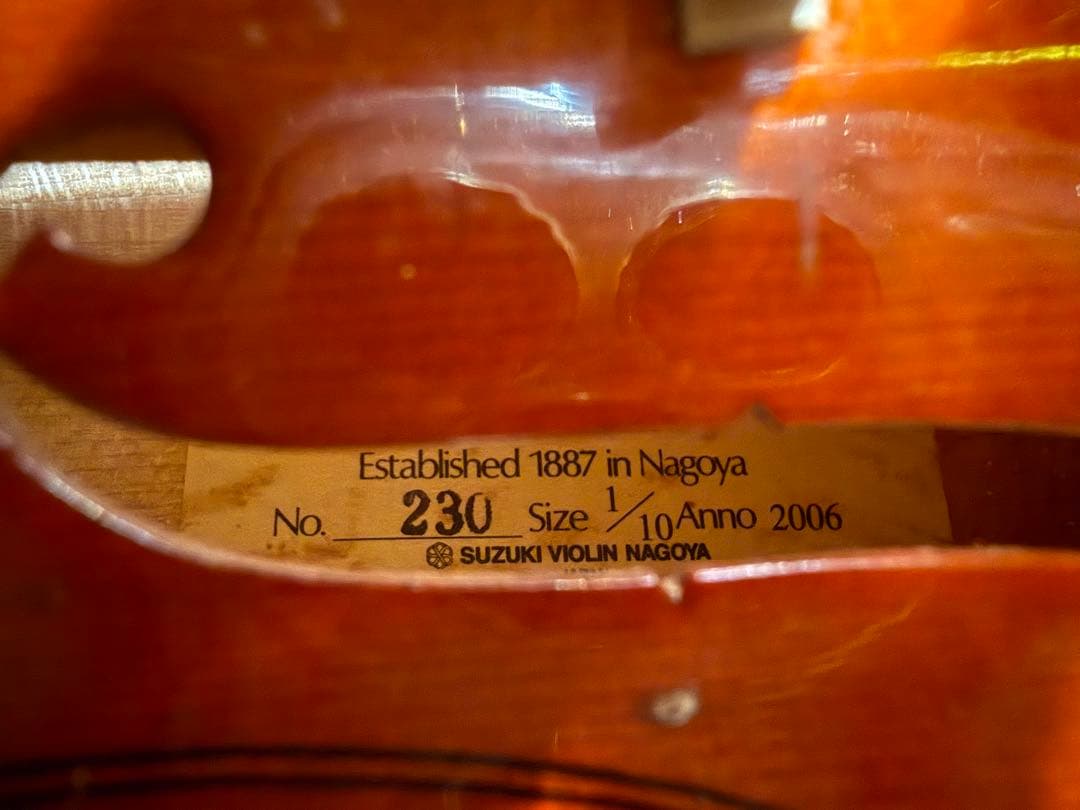 Established 1887 in Nagoya
No. 230 Size 1/10 Anno 2006
SUZUKI VIOLIN NAGOYA